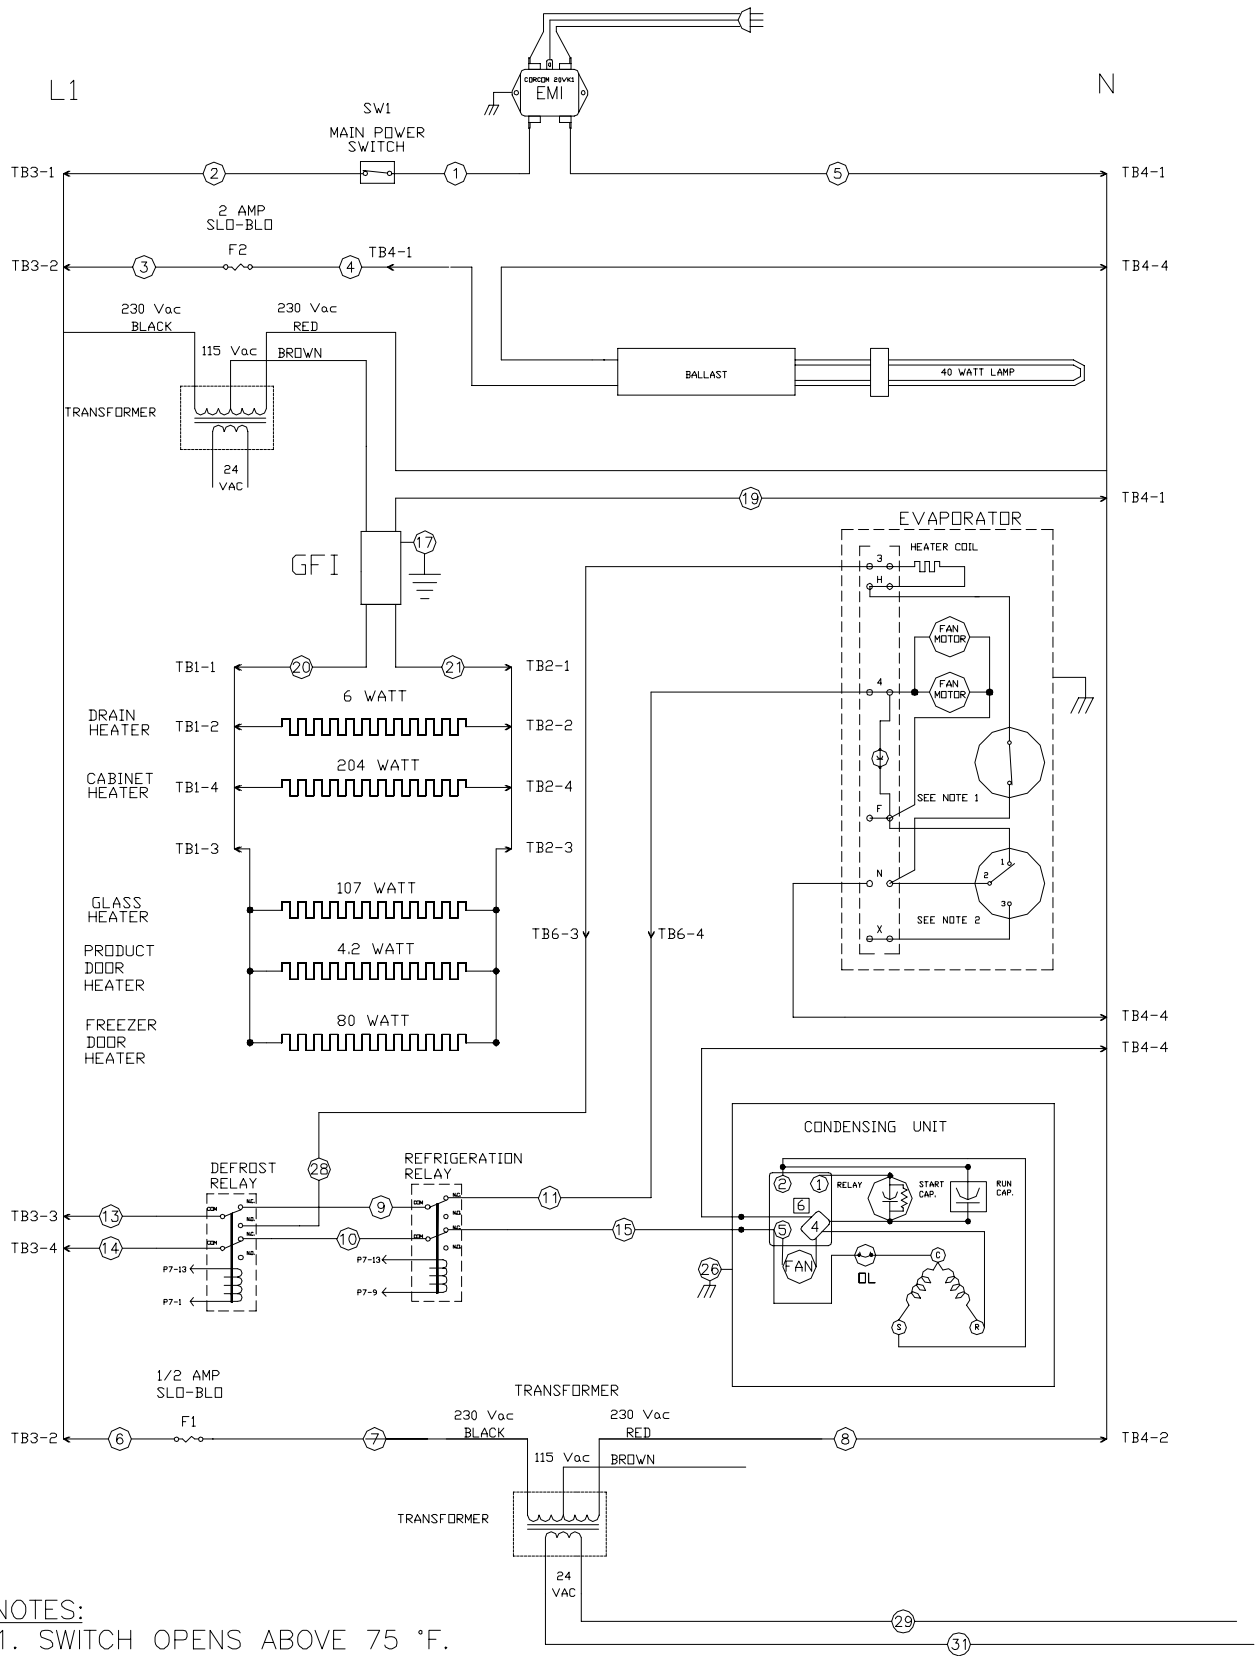 CORCOM 20VK1
EMI
L1
N
SW1
MAIN POWER
SWITCH
TB3-1
2
1
5
TB4-1
2 AMP
SLO-BLO
F2
TB3-2
3
4
TB4-1
TB4-4
230 Vac
BLACK
230 Vac
RED
115 Vac
BROWN
BALLAST
40 WATT LAMP
TRANSFORMER
24
VAC
19
TB4-1
EVAPORATOR
GFI
17
HEATER COIL
3
H
FAN
MOTOR
FAN
MOTOR
4
TB1-1
20
21
TB2-1
6 WATT
DRAIN
HEATER
TB1-2
TB2-2
204 WATT
CABINET
HEATER
TB1-4
TB2-4
SEE NOTE 1
F
TB1-3
TB2-3
1
2
3
N
107 WATT
GLASS
HEATER
SEE NOTE 2
X
TB6-3
TB6-4
4.2 WATT
PRODUCT
DOOR
HEATER
80 WATT
FREEZER
DOOR
HEATER
TB4-4
TB4-4
CONDENSING UNIT
DEFROST
RELAY
28
REFRIGERATION
RELAY
2
1
RELAY
START
CAP.
RUN
CAP.
6
TB3-3
13
COM
N.C.
N.O.
9
COM
N.C.
N.O.
11
TB3-4
14
COM
N.C.
N.O.
10
COM
N.O.
15
5
4
P7-13
P7-1
P7-13
P7-9
26
FAN
OL
C
S
R
1/2 AMP
SLO-BLO
F1
TRANSFORMER
230 Vac
BLACK
230 Vac
RED
TB3-2
6
7
8
TB4-2
115 Vac
BROWN
TRANSFORMER
24
VAC
NOTES:
1. SWITCH OPENS ABOVE 75 °F.
29
31